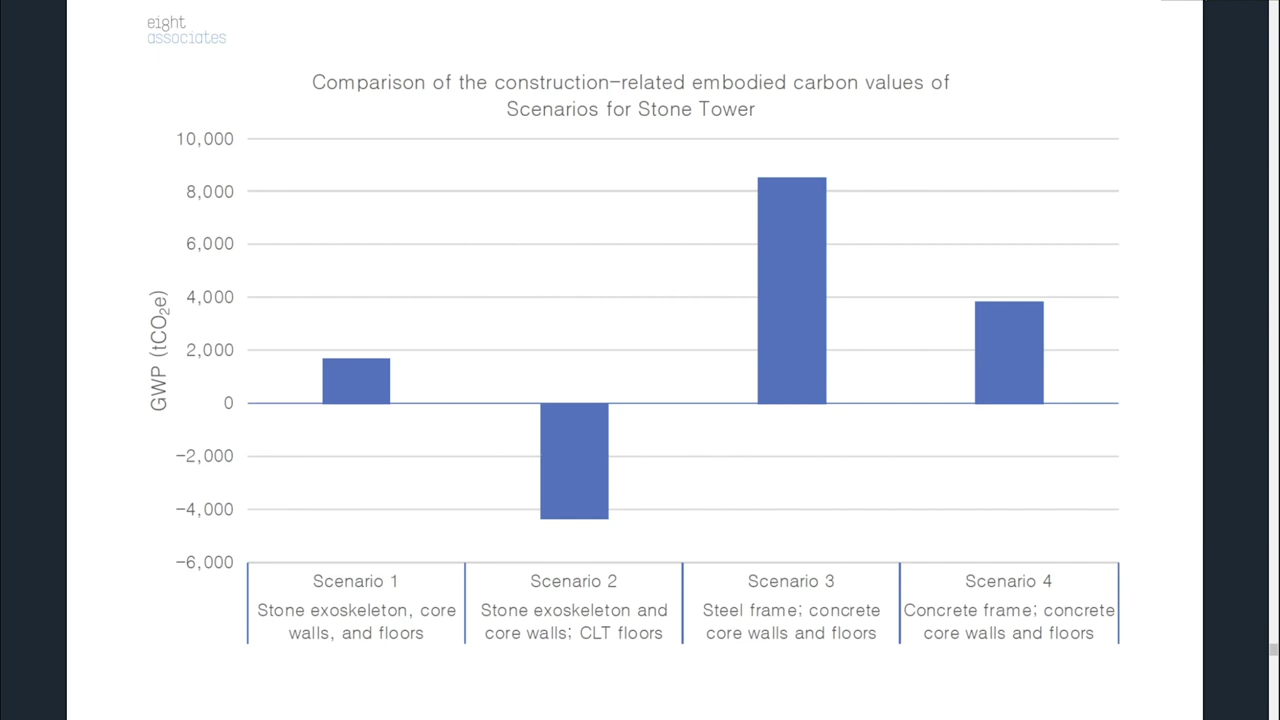 eight
associates
Comparison of the construction-related embodied carbon values of
Scenarios for Stone Tower
10,000
8,000
6,000
4,000
2,000
0
-2,000
-4,000
-6,000
GWP (tCO₂e)
Scenario 1
Stone exoskeleton, core
walls, and floors
Scenario 2
Stone exoskeleton and
core walls; CLT floors
Scenario 3
Steel frame; concrete
core walls and floors
Scenario 4
Concrete frame; concrete
core walls and floors